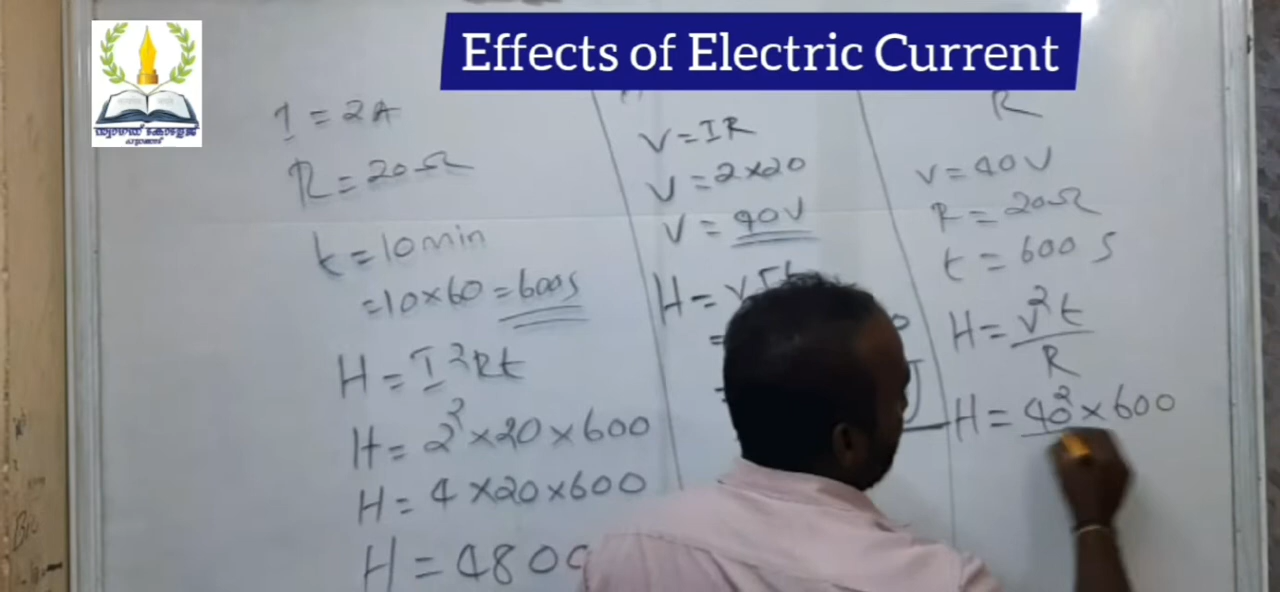 Effects of Electric Current
I = 2A
R = 20Ω
t = 10min
= 10×60 = 600s
H = I²Rt
H = 2² × 20 × 600
H = 4 × 20 × 600
H = 480
V = IR
V = 2×20
V = 40V
H = V
R
V = 40V
R = 20Ω
t = 600 S
H = V²t
R
H = 40² × 600